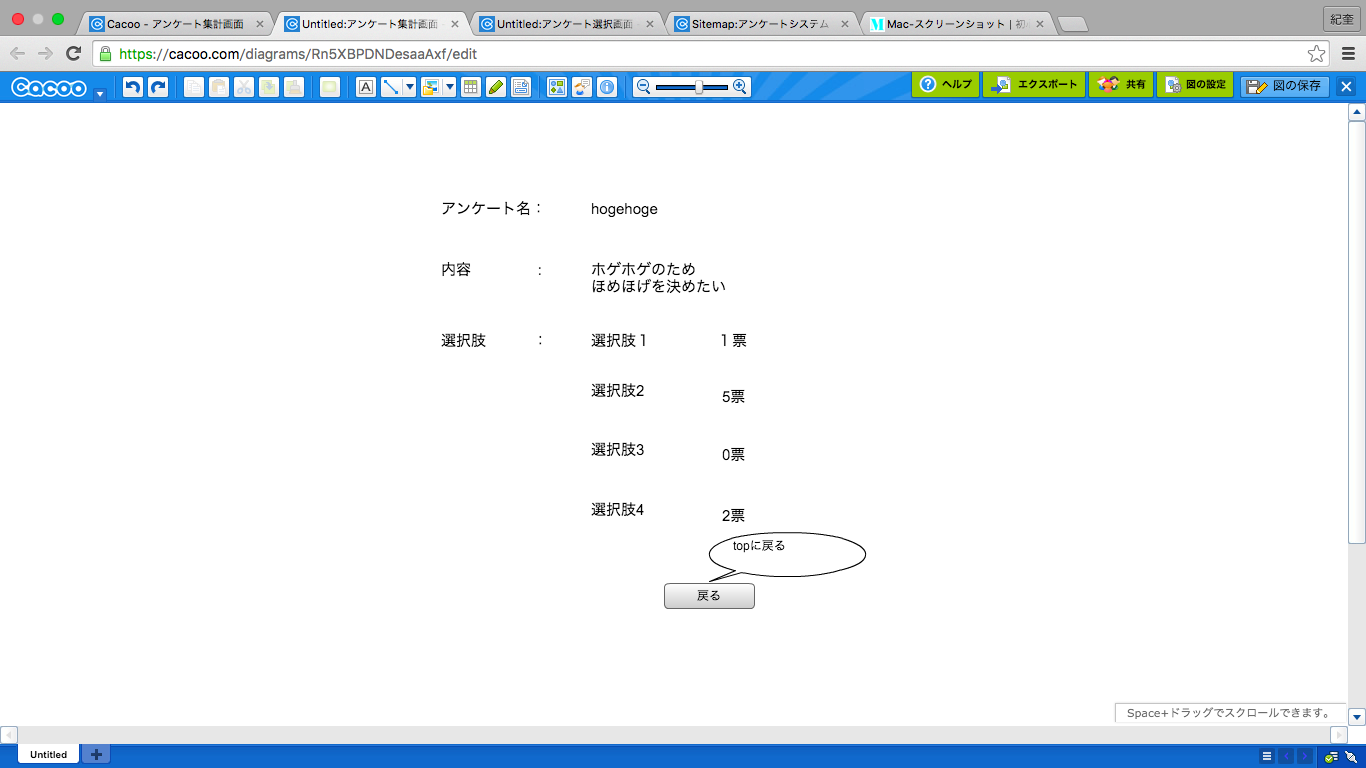 Cacoo - アンケート集計画面
Untitled:アンケート集計画面 -
Untitled:アンケート選択画面 -
Sitemap:アンケートシステム
Mac-スクリーンショット | 初
紀奎
https://cacoo.com/diagrams/Rn5XBPDNDesaaAxf/edit
Cacoo
ヘルプ
エクスポート
共有
図の設定
図の保存
アンケート名：
hogehoge
内容 :
ホゲホゲのため
ほめほげを決めたい
選択肢 :
選択肢１ １票
選択肢2 5票
選択肢3 0票
選択肢4 2票
topに戻る
戻る
Space+ドラッグでスクロールできます。
Untitled